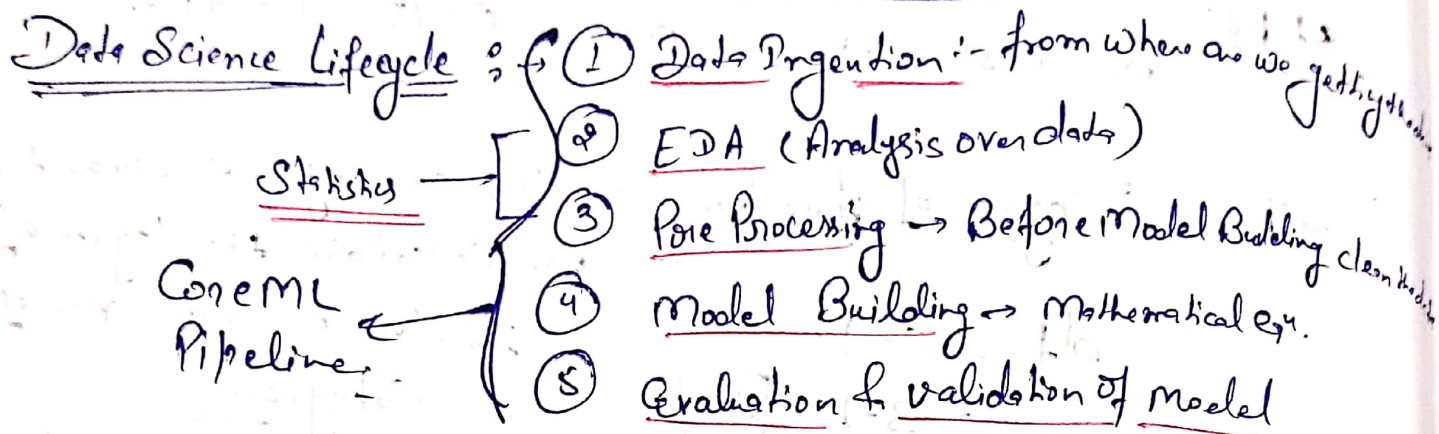 Data Science Lifecycle : ① Data Ingention :- from where are we getting the
② EDA (Analysis over data)
Statistics
③ Pre Processing → Before Model Building clean the data
Core ML
Pipeline
④ Model Building → Mathematical eqn.
⑤ Evaluation & validation of Model